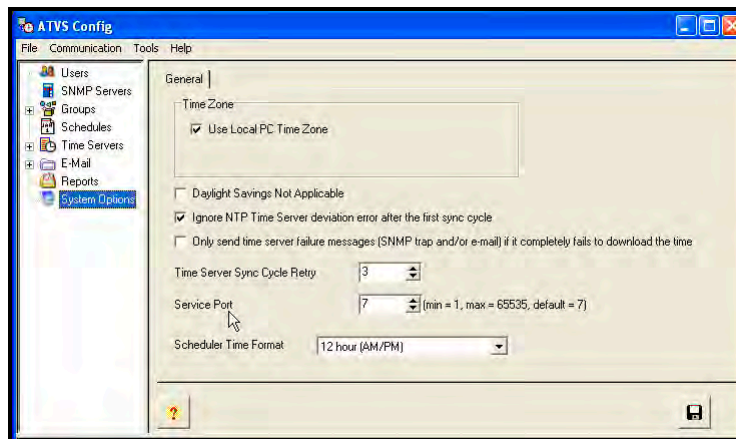 ATVS Config
File Communication Tools Help
Users
SNMP Servers
Groups
Schedules
Time Servers
E-Mail
Reports
System Options
General
Time Zone
Use Local PC Time Zone
Daylight Savings Not Applicable
Ignore NTP Time Server deviation error after the first sync cycle
Only send time server failure messages (SNMP trap and/or e-mail) if it completely fails to download the time
Time Server Sync Cycle Retry 3
Service Port 7 (min = 1, max = 65535, default = 7)
Scheduler Time Format 12 hour (AM/PM)
?